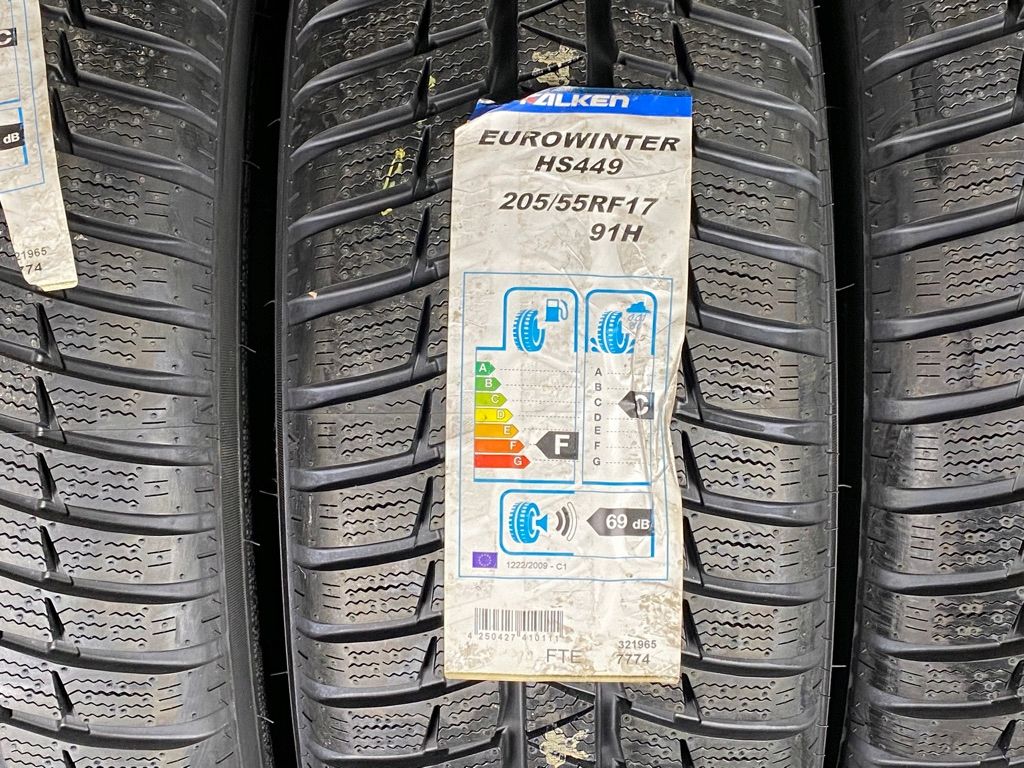 C
dB
321965
7774
FALKEN
EUROWINTER
HS449
205/55RF17
91H
A
B
C
D
E
F
G
F
A
B
C
D
E
F
G
C
69 dB
1222/2009 - C1
4 250427 410111
FTE
321965
7774